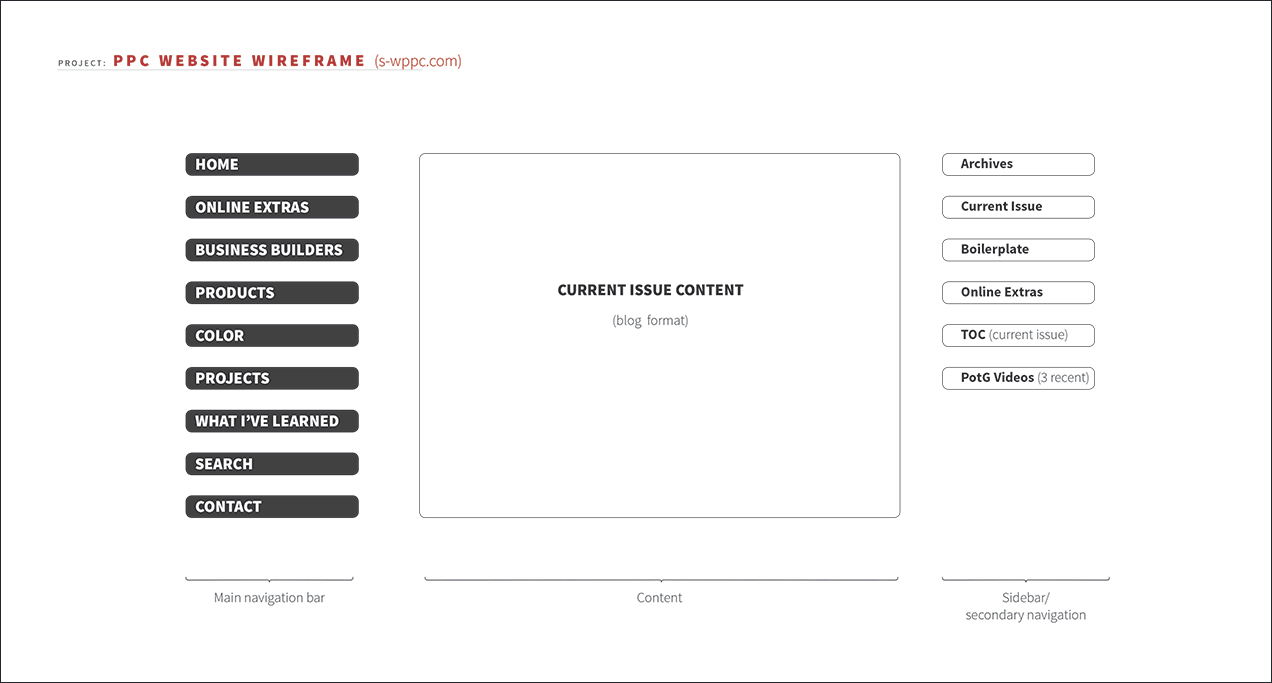 PROJECT: PPC WEBSITE WIREFRAME (s-wppc.com)
HOME
ONLINE EXTRAS
BUSINESS BUILDERS
PRODUCTS
COLOR
PROJECTS
WHAT I’VE LEARNED
SEARCH
CONTACT
Main navigation bar
CURRENT ISSUE CONTENT
(blog format)
Content
Archives
Current Issue
Boilerplate
Online Extras
TOC (current issue)
PotG Videos (3 recent)
Sidebar/
secondary navigation